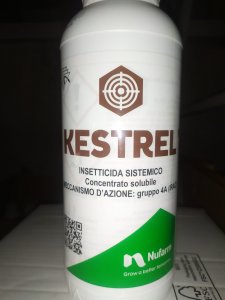 KESTREL
INSETTICIDA SISTEMICO
Concentrato solubile
MECCANISMO D'AZIONE: gruppo 4A (IRAC)
Nufarm
Grow a better tomorrow